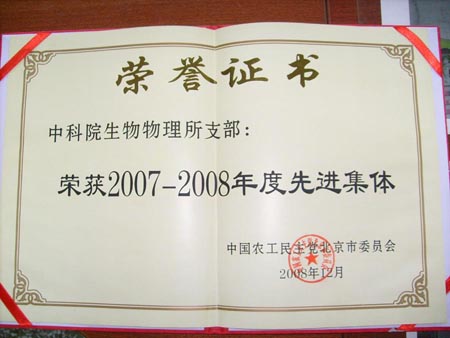 荣誉证书
中科院生物物理所支部：
荣获2007-2008年度先进集体
中国农工民主党北京市委员会
2008年12月